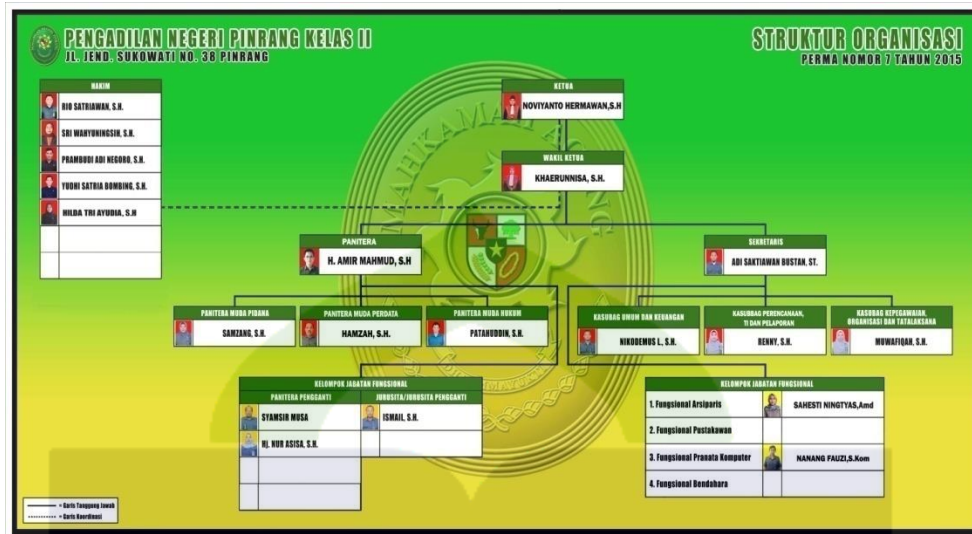 PENGADILAN NEGERI PINRANG KELAS II
JL. JEND. SUKOWATI NO. 38 PINRANG
STRUKTUR ORGANISASI
PERMA NOMOR 7 TAHUN 2015
HAKIM
RIO SATRIAWAN, S.H.
SRI WAHYUNINGSIH, S.H.
PRAMBUDI ADI NEGORO, S.H.
YUDHI SATRIA BOMBING, S.H.
HILDA TRI AYUDIA, S.H
KETUA
NOVIYANTO HERMAWAN,S.H
WAKIL KETUA
KHAERUNNISA, S.H.
MAHKAMAH AGUNG
PANITERA
H. AMIR MAHMUD, S.H
SEKRETARIS
ADI SAKTIAWAN BUSTAN, ST.
PANITERA MUDA PIDANA
SAMZANG, S.H.
PANITERA MUDA PERDATA
HAMZAH, S.H.
PANITERA MUDA HUKUM
PATAHUDDIN, S.H.
KASUBAG UMUM DAN KEUANGAN
NIKODEMUS L., S.H.
KASUBBAG PERENCANAAN,
TI DAN PELAPORAN
RENNY, S.H.
KASUBBAG KEPEGAWAIAN,
ORGANISASI DAN TATALAKSANA
MUWAFIQAH, S.H.
KELOMPOK JABATAN FUNGSIONAL
PANITERA PENGGANTI
JURUSITA/JURUSITA PENGGANTI
SYAMSIR MUSA
ISMAIL, S.H.
Hj. NUR ASISA, S.H.
KELOMPOK JABATAN FUNGSIONAL
1. Fungsional Arsiparis
SAHESTI NINGTYAS,Amd
2. Fungsional Pustakawan
3. Fungsional Pranata Komputer
NANANG FAUZI,S.Kom
4. Fungsional Bendahara
= Garis Tanggung Jawab
= Garis Koordinasi